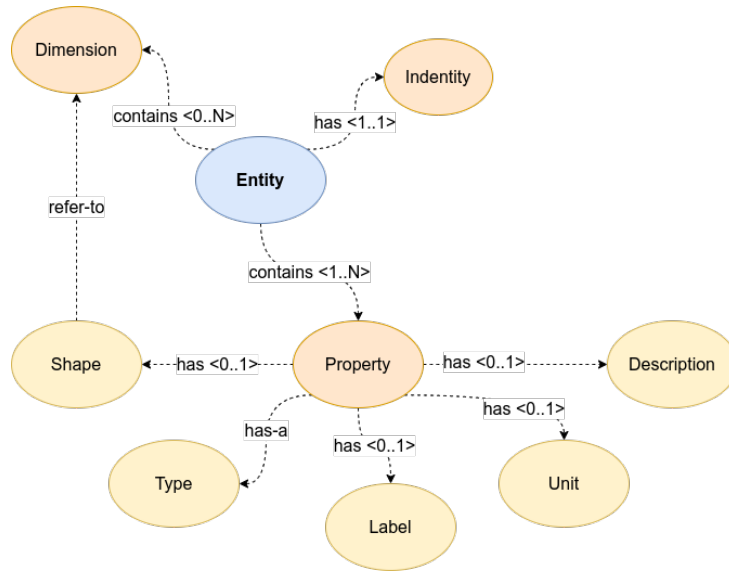 Dimension
Indentity
contains <0..N>
has <1..1>
Entity
refer-to
contains <1..N>
Shape
has <0..1>
Property
has <0..1>
Description
has <0..1>
has-a
has <0..1>
Type
Unit
Label